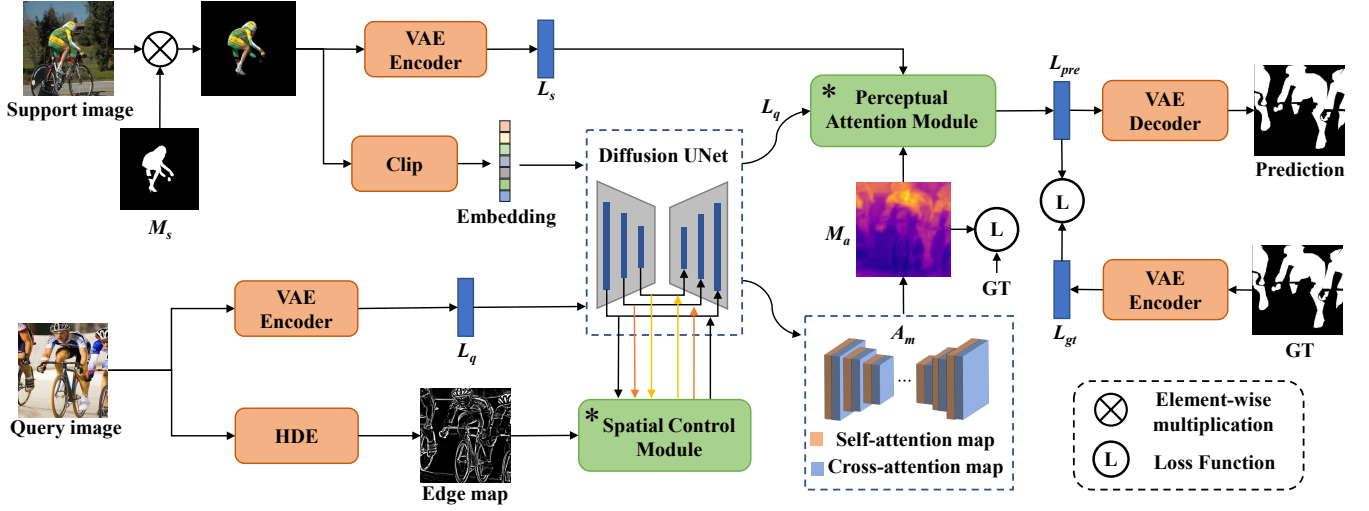 Support image
M_s
VAE
Encoder
L_s
Clip
Embedding
Query image
VAE
Encoder
L_q
HDE
Edge map
Diffusion UNet
* Spatial Control
Module
L_q
* Perceptual
Attention Module
M_a
L
GT
A_m
...
Self-attention map
Cross-attention map
L_pre
VAE
Decoder
Prediction
L
L_gt
VAE
Encoder
GT
Element-wise
multiplication
L
Loss Function